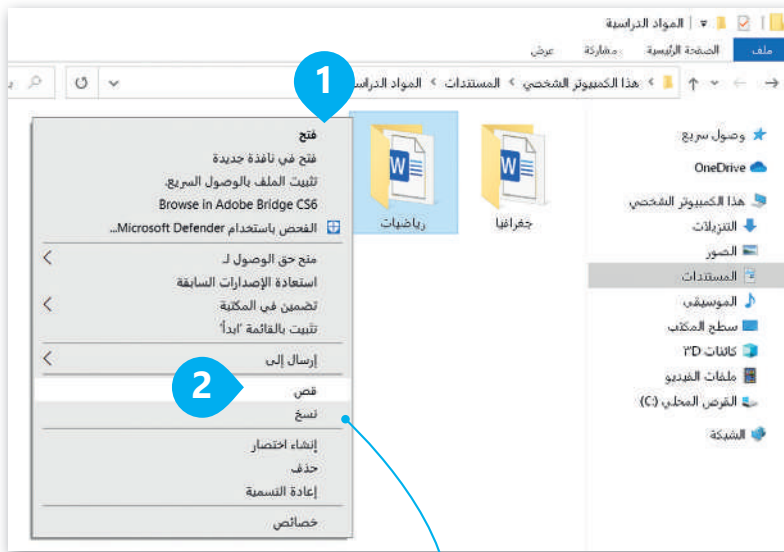 المواد الدراسية
ملف الصفحة الرئيسية مشاركة عرض
هذا الكمبيوتر الشخصي > المستندات > المواد
وصول سريع
OneDrive
هذا الكمبيوتر الشخصي
التنزيلات
الصور
المستندات
الموسيقى
سطح المكتب
كائنات ٣D
ملفات الفيديو
القرص المحلي (C:)
الشبكة
جغرافيا
رياضيات
1
فتح
فتح في نافذة جديدة
تثبيت الملف بالوصول السريع.
Browse in Adobe Bridge CS6
الفحص باستخدام Microsoft Defender...
منح حق الوصول لـ
استعادة الإصدارات السابقة
تضمين في المكتبة
تثبيت بالقائمة 'ابدأ'
إرسال إلى
2
قص
نسخ
إنشاء اختصار
حذف
إعادة التسمية
خصائص